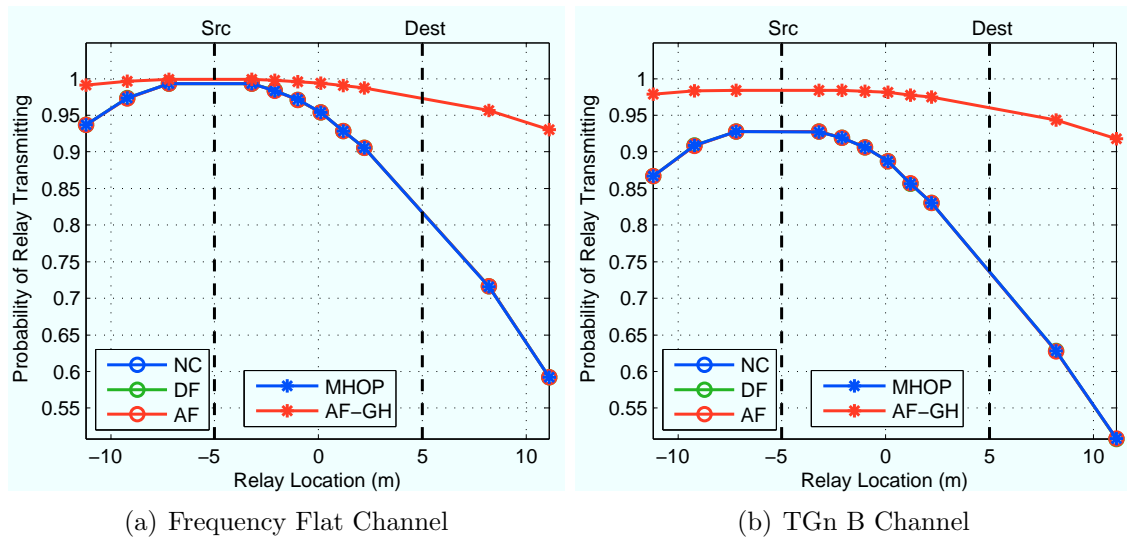 Src Dest
Probability of Relay Transmitting
1
0.95
0.9
0.85
0.8
0.75
0.7
0.65
0.6
0.55
NC
DF
AF
MHOP
AF−GH
−10 −5 0 5 10
Relay Location (m)
(a) Frequency Flat Channel
Src Dest
Probability of Relay Transmitting
1
0.95
0.9
0.85
0.8
0.75
0.7
0.65
0.6
0.55
NC
DF
AF
MHOP
AF−GH
−10 −5 0 5 10
Relay Location (m)
(b) TGn B Channel